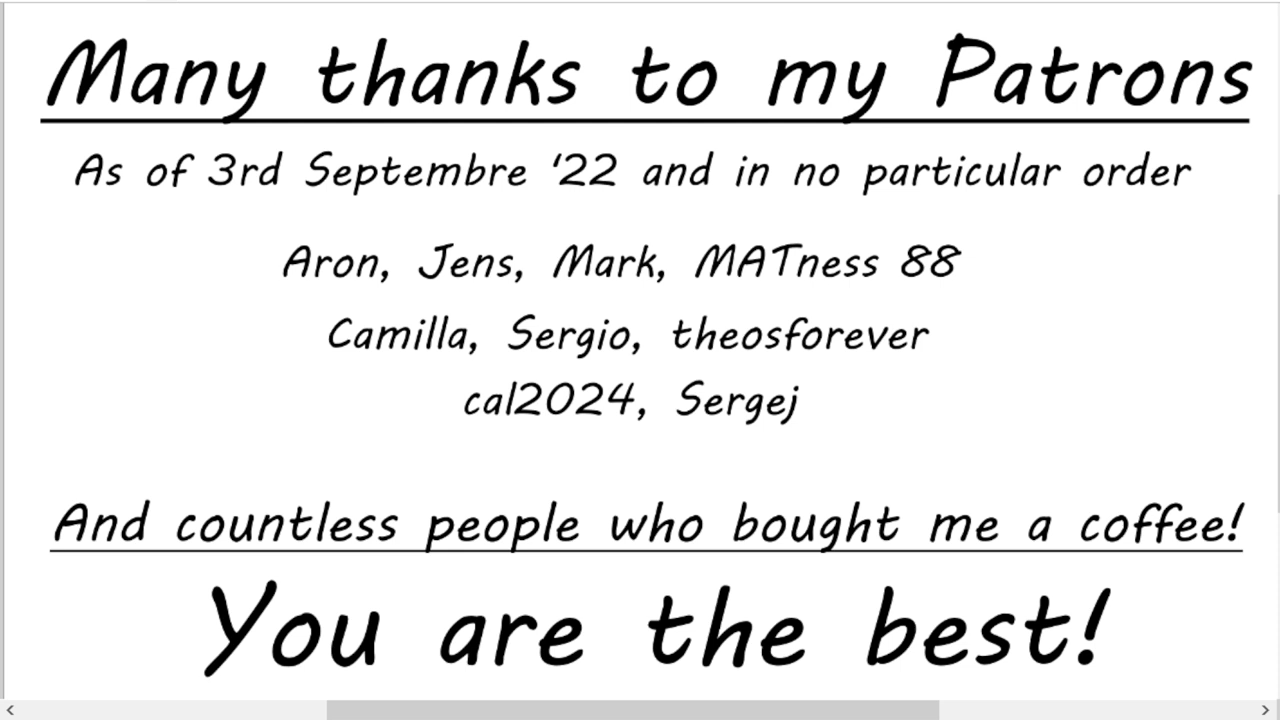 Many thanks to my Patrons
As of 3rd Septembre '22 and in no particular order
Aron, Jens, Mark, MATness 88
Camilla, Sergio, theosforever
cal2024, Sergej
And countless people who bought me a coffee!
You are the best!